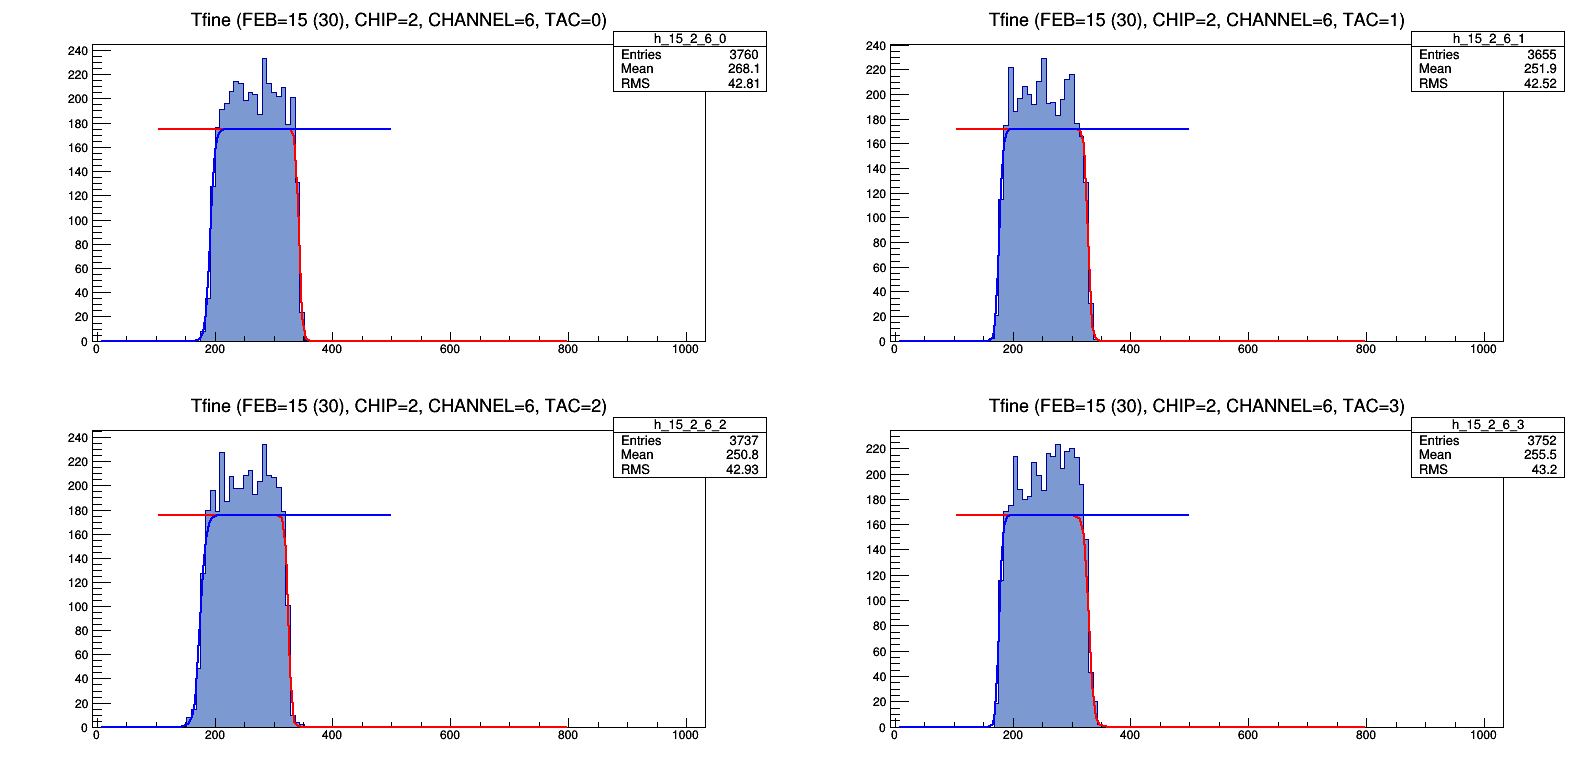 Tfine (FEB=15 (30), CHIP=2, CHANNEL=6, TAC=0)
h_15_2_6_0
Entries 3760
Mean 268.1
RMS 42.81
240
220
200
180
160
140
120
100
80
60
40
20
0
0 200 400 600 800 1000
Tfine (FEB=15 (30), CHIP=2, CHANNEL=6, TAC=1)
h_15_2_6_1
Entries 3655
Mean 251.9
RMS 42.52
240
220
200
180
160
140
120
100
80
60
40
20
0
0 200 400 600 800 1000
Tfine (FEB=15 (30), CHIP=2, CHANNEL=6, TAC=2)
h_15_2_6_2
Entries 3737
Mean 250.8
RMS 42.93
240
220
200
180
160
140
120
100
80
60
40
20
0
0 200 400 600 800 1000
Tfine (FEB=15 (30), CHIP=2, CHANNEL=6, TAC=3)
h_15_2_6_3
Entries 3752
Mean 255.5
RMS 43.2
220
200
180
160
140
120
100
80
60
40
20
0
0 200 400 600 800 1000